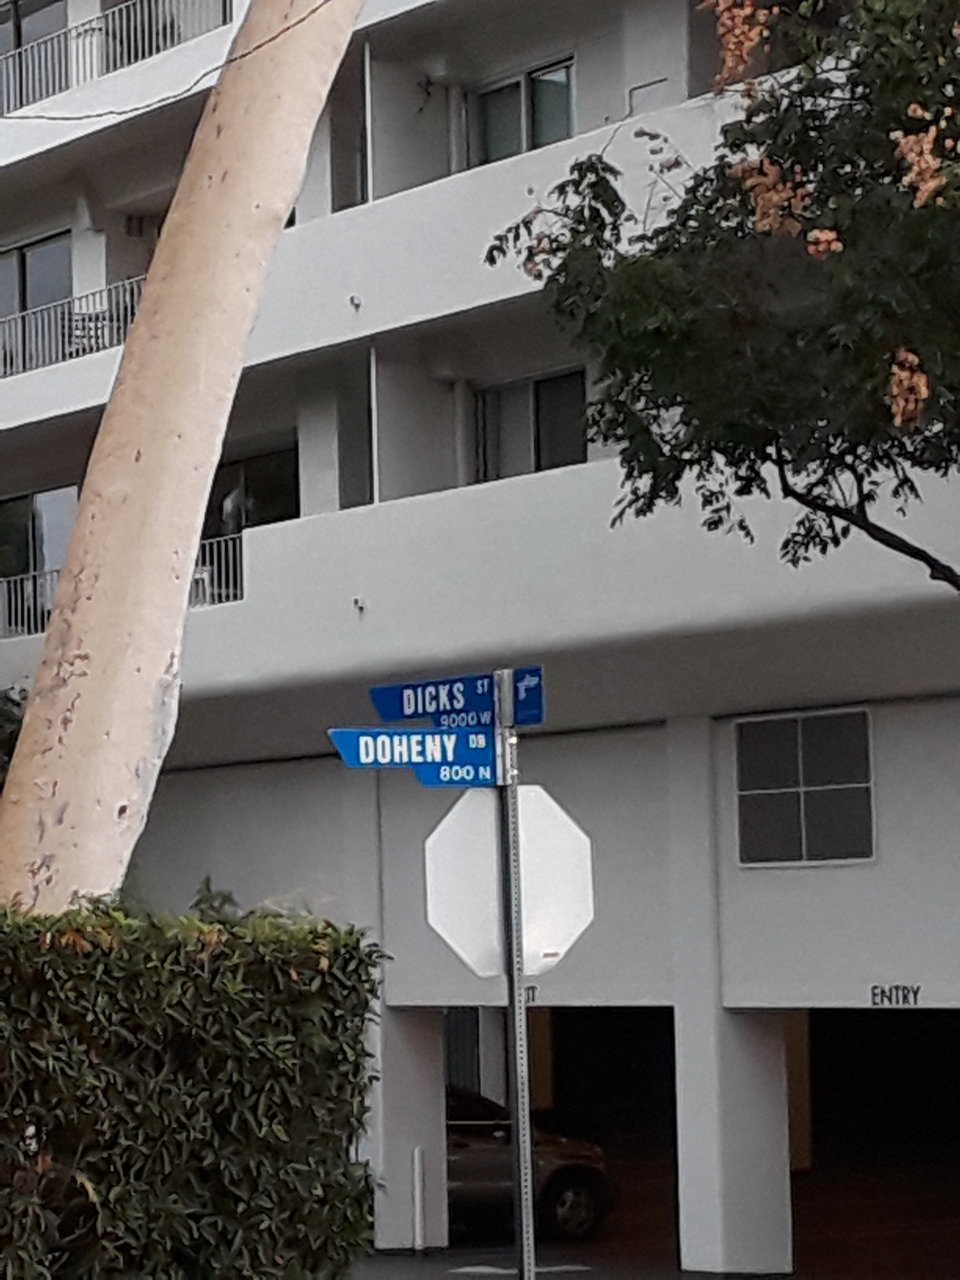 DICKS ST
9000 W
DOHENY DR
800 N
ENTRY